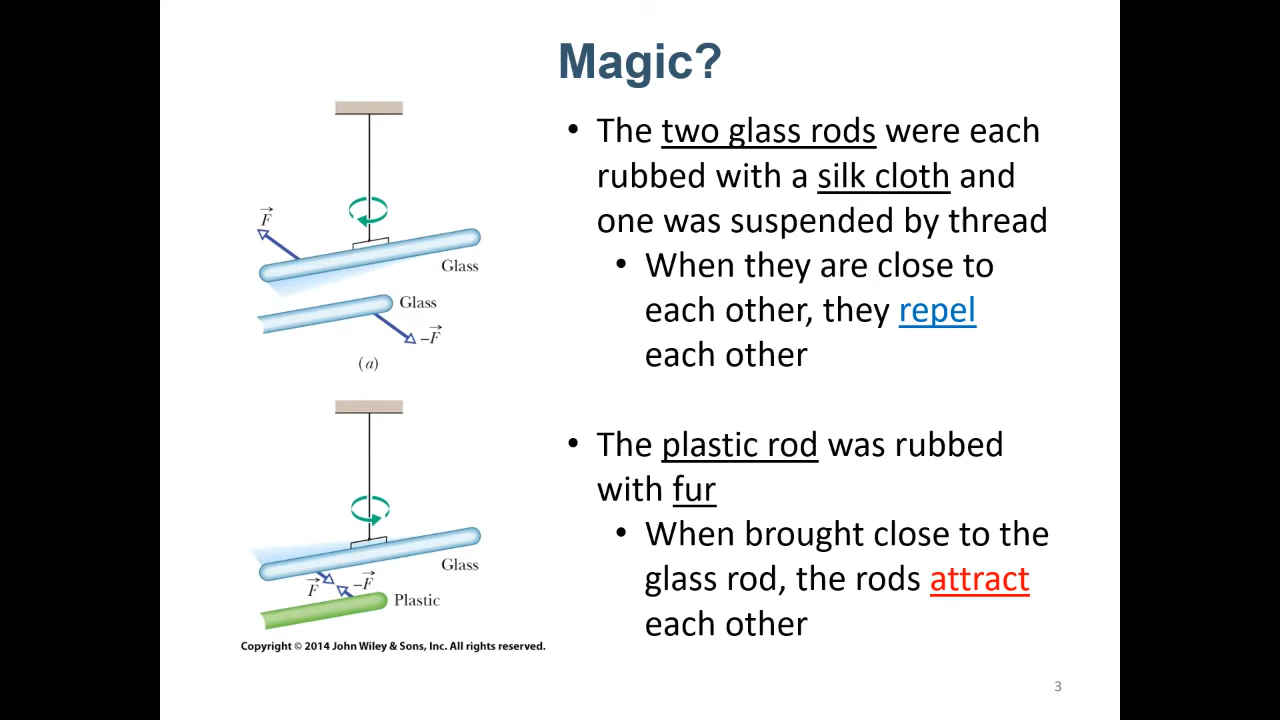 Magic?
• The two glass rods were each
rubbed with a silk cloth and
one was suspended by thread
• When they are close to
each other, they repel
each other
• The plastic rod was rubbed
with fur
• When brought close to the
glass rod, the rods attract
each other
F⃗
Glass
Glass
–F⃗
(a)
Glass
F⃗
–F⃗
Plastic
Copyright © 2014 John Wiley & Sons, Inc. All rights reserved.
3